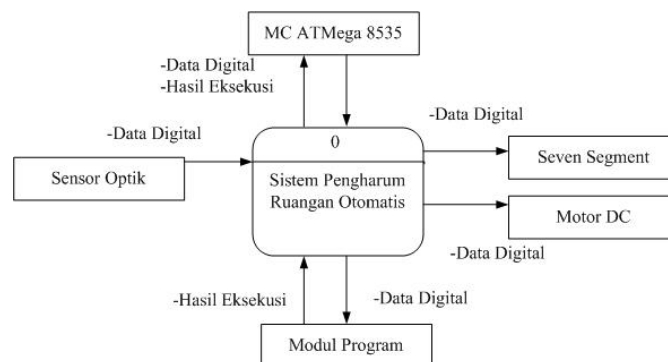 MC ATMega 8535
-Data Digital
-Hasil Eksekusi
-Data Digital
Sensor Optik
0
Sistem Pengharum
Ruangan Otomatis
-Data Digital
Seven Segment
Motor DC
-Data Digital
-Hasil Eksekusi
-Data Digital
Modul Program